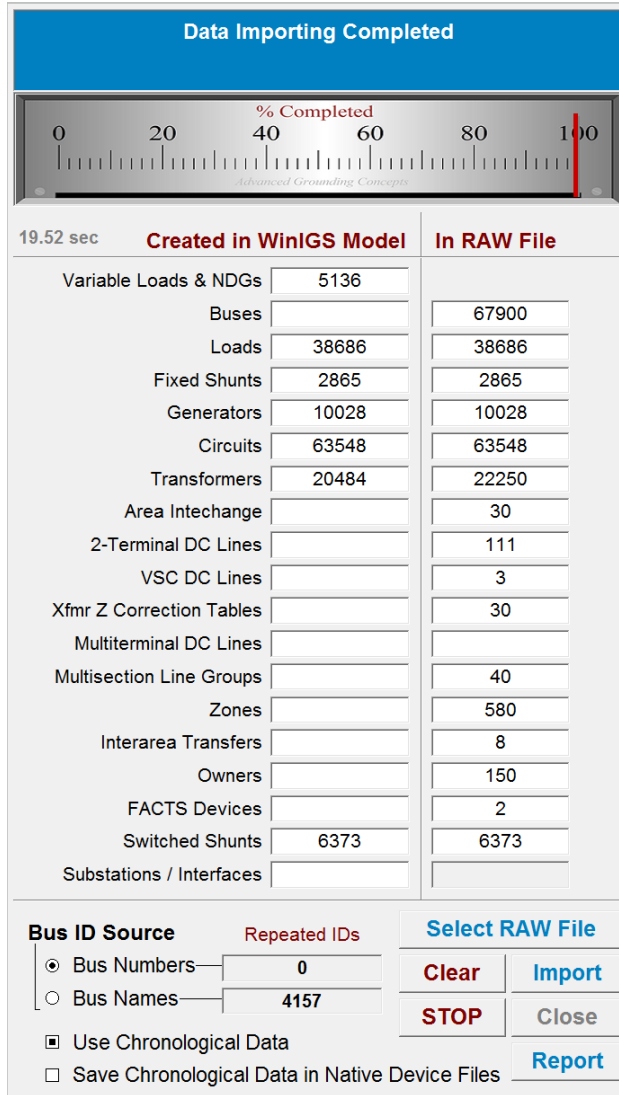 Data Importing Completed
% Completed
0 20 40 60 80 100
Advanced Grounding Concepts
19.52 sec Created in WinIGS Model In RAW File
Variable Loads & NDGs 5136
Buses 67900
Loads 38686 38686
Fixed Shunts 2865 2865
Generators 10028 10028
Circuits 63548 63548
Transformers 20484 22250
Area Intechange 30
2-Terminal DC Lines 111
VSC DC Lines 3
Xfmr Z Correction Tables 30
Multiterminal DC Lines
Multisection Line Groups 40
Zones 580
Interarea Transfers 8
Owners 150
FACTS Devices 2
Switched Shunts 6373 6373
Substations / Interfaces
Bus ID Source Repeated IDs Select RAW File
Bus Numbers 0 Clear Import
Bus Names 4157 STOP Close
Use Chronological Data
Report
Save Chronological Data in Native Device Files